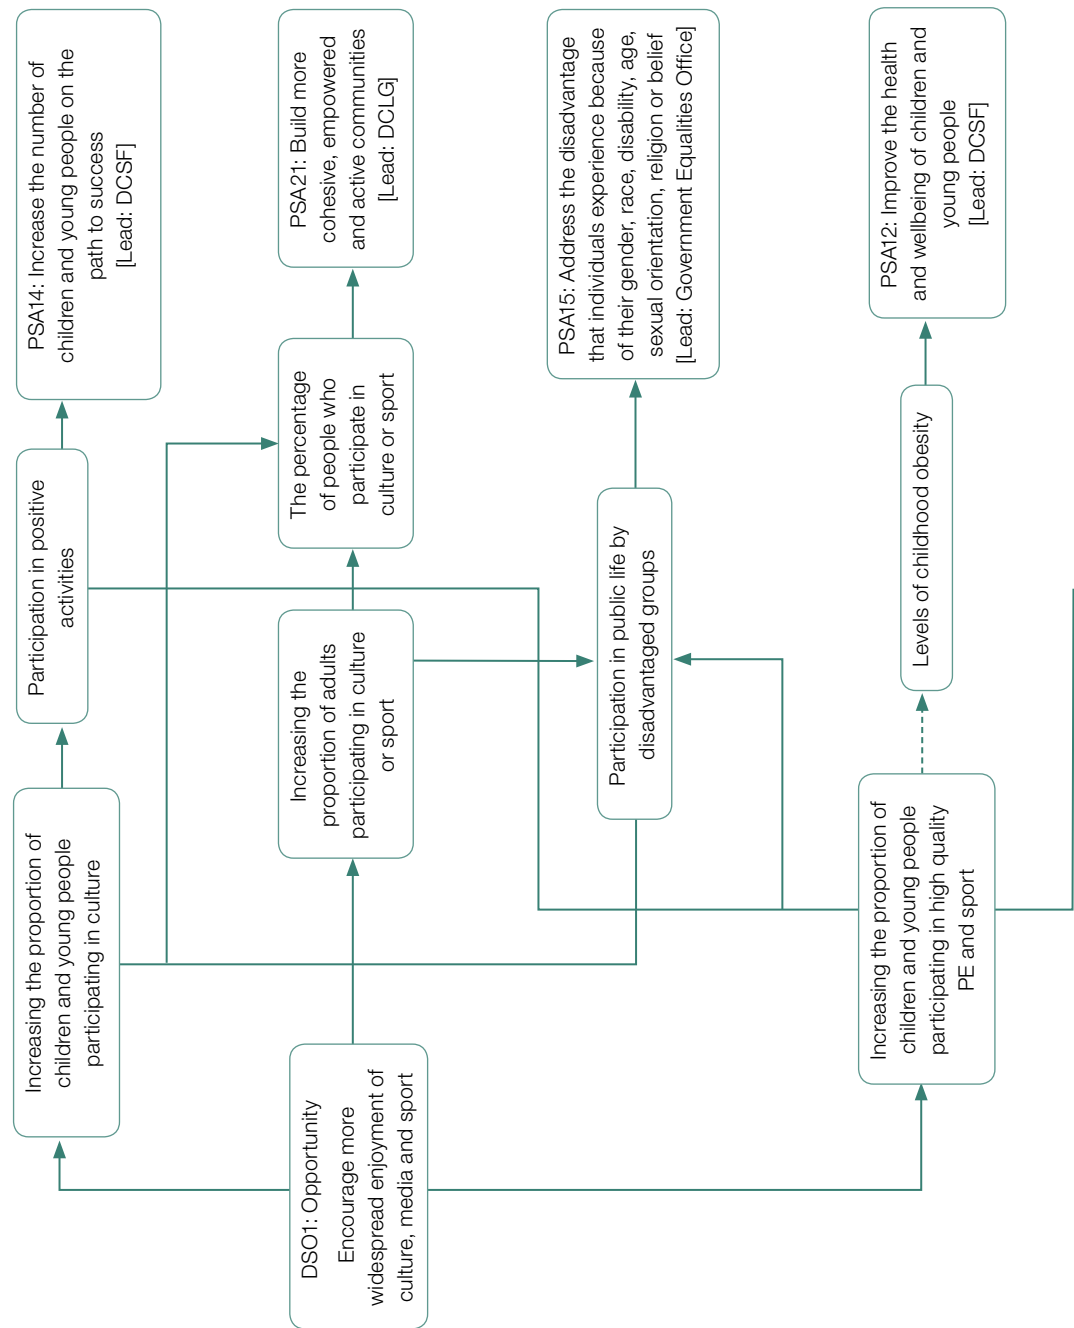 DSO1: Opportunity
Encourage more
widespread enjoyment of
culture, media and sport
Increasing the proportion of
children and young people
participating in culture
Participation in positive
activities
PSA14: Increase the number of
children and young people on the
path to success
[Lead: DCSF]
Increasing the
proportion of adults
participating in culture
or sport
The percentage
of people who
participate in
culture or sport
PSA21: Build more
cohesive, empowered
and active communities
[Lead: DCLG]
Participation in public life by
disadvantaged groups
PSA15: Address the disadvantage
that individuals experience because
of their gender, race, disability, age,
sexual orientation, religion or belief
[Lead: Government Equalities Office]
Increasing the proportion of
children and young people
participating in high quality
PE and sport
Levels of childhood obesity
PSA12: Improve the health
and wellbeing of children and
young people
[Lead: DCSF]